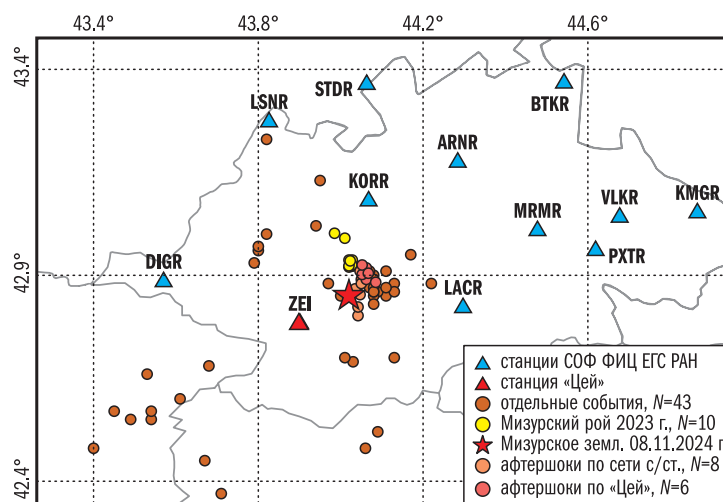 43.4° 43.8° 44.2° 44.6°
43.4°
STDR
BTKR
LSNR
ARNR
KORR
VLKR KMGR
MRMR
PXTR
42.9°
DIGR
ZEI
LACR
станции СОФ ФИЦ ЕГС РАН
станция «Цей»
отдельные события, N=43
Мизурский рой 2023 г., N=10
Мизурское земл. 08.11.2024 г
афтершоки по сети с/ст., N=8
афтершоки по «Цей», N=6
42.4°